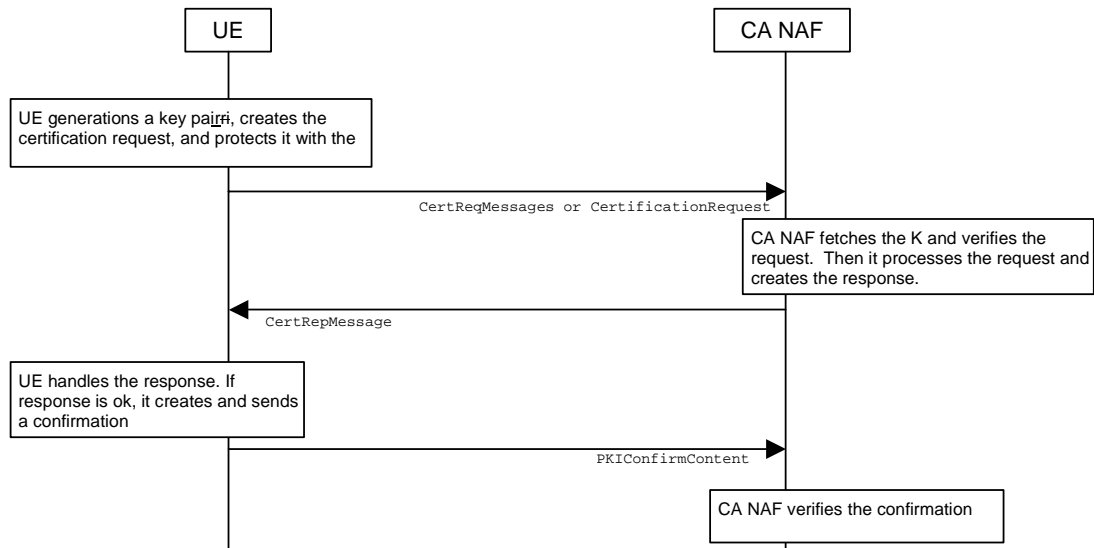 UE
CA NAF
UE generations a key pairri, creates the
certification request, and protects it with the
CertReqMessages or CertificationRequest
CA NAF fetches the K and verifies the
request. Then it processes the request and
creates the response.
CertRepMessage
UE handles the response. If
response is ok, it creates and sends
a confirmation
PKIConfirmContent
CA NAF verifies the confirmation